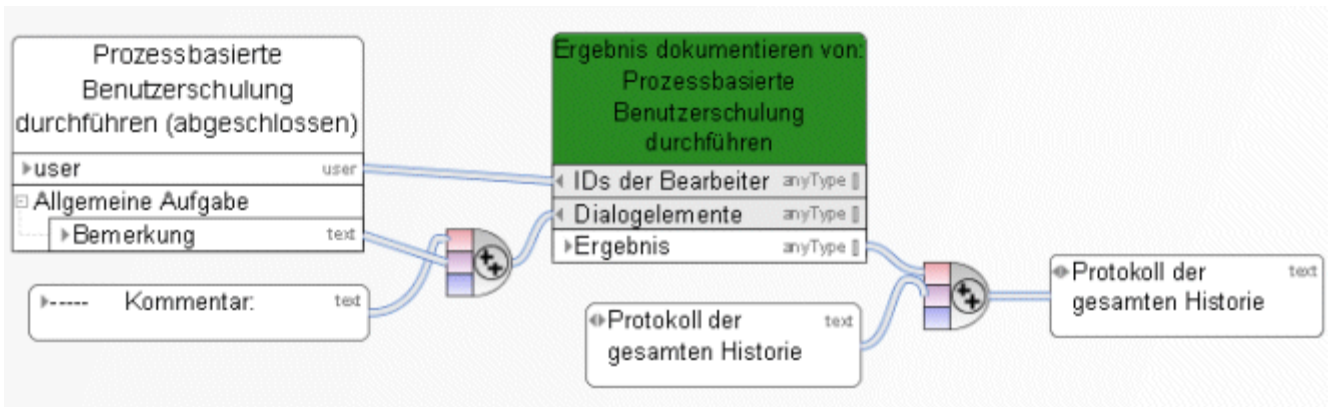 Prozessbasierte
Benutzerschulung
durchführen (abgeschlossen)
user user
Allgemeine Aufgabe
Bemerkung text
----- Kommentar: text
Ergebnis dokumentieren von:
Prozessbasierte
Benutzerschulung
durchführen
IDs der Bearbeiter anyType []
Dialogelemente anyType []
Ergebnis anyType []
Protokoll der text
gesamten Historie
Protokoll der text
gesamten Historie